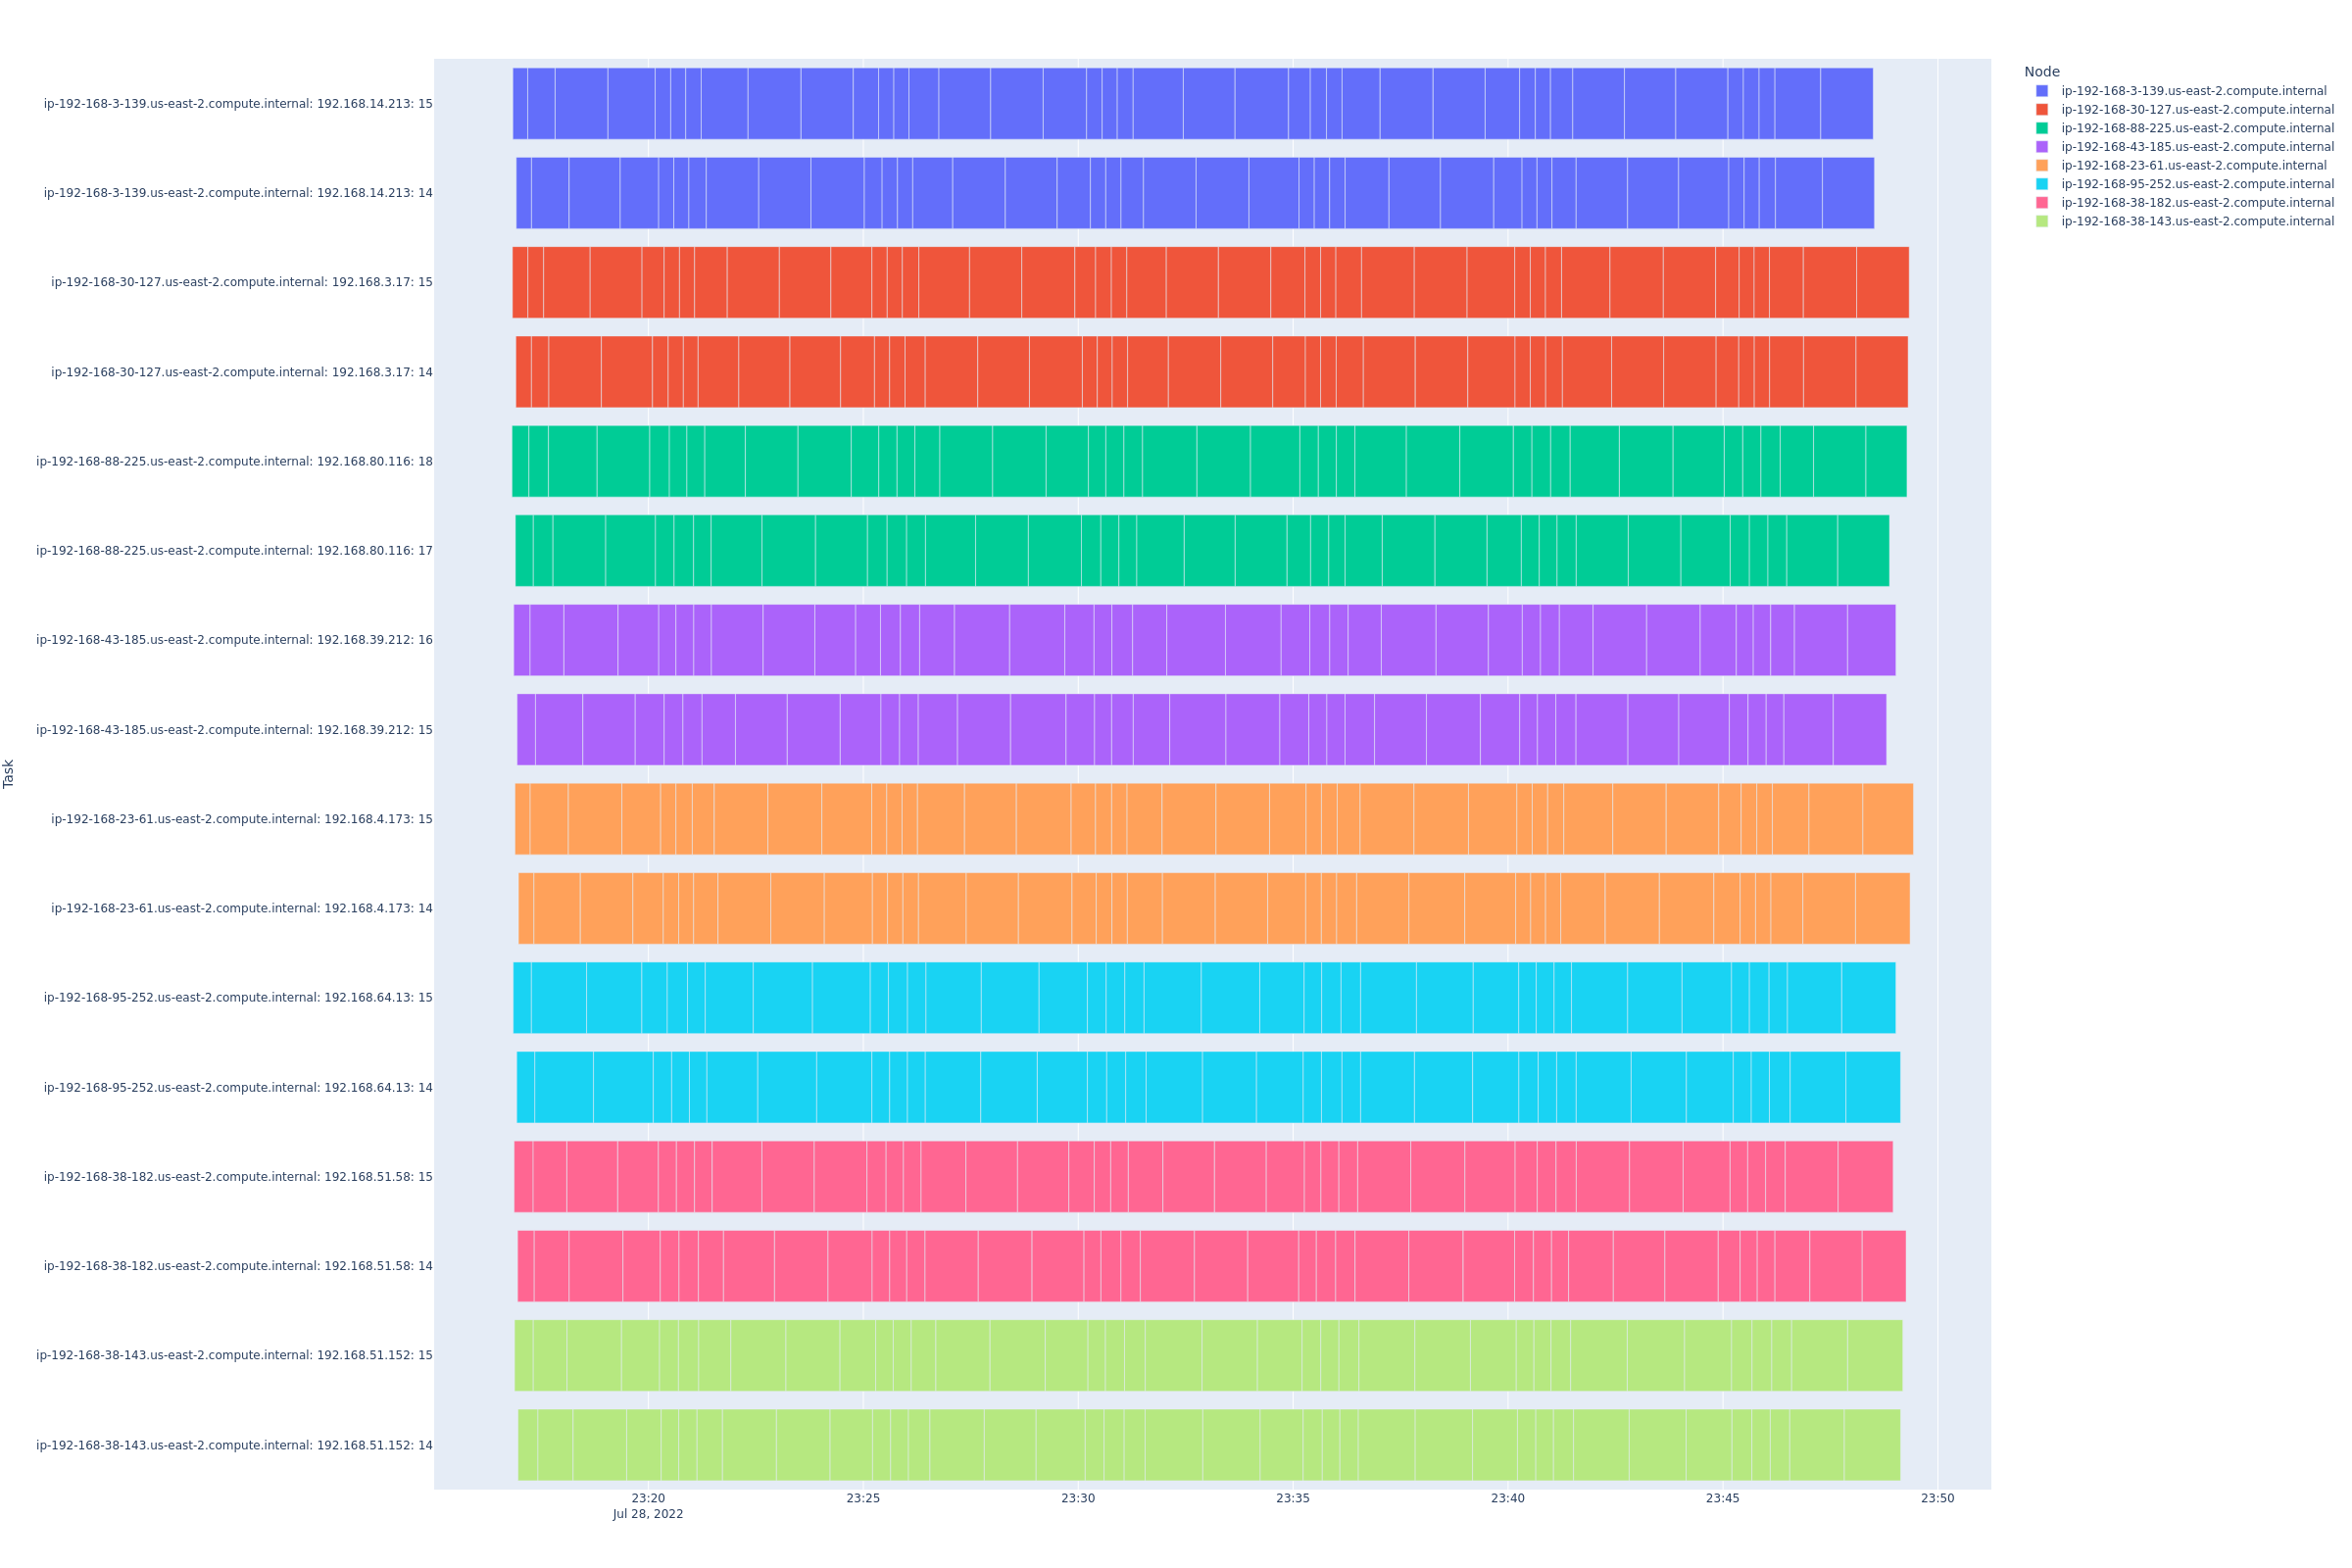 Node
ip-192-168-3-139.us-east-2.compute.internal
ip-192-168-30-127.us-east-2.compute.internal
ip-192-168-88-225.us-east-2.compute.internal
ip-192-168-43-185.us-east-2.compute.internal
ip-192-168-23-61.us-east-2.compute.internal
ip-192-168-95-252.us-east-2.compute.internal
ip-192-168-38-182.us-east-2.compute.internal
ip-192-168-38-143.us-east-2.compute.internal
ip-192-168-3-139.us-east-2.compute.internal: 192.168.14.213: 15
ip-192-168-3-139.us-east-2.compute.internal: 192.168.14.213: 14
ip-192-168-30-127.us-east-2.compute.internal: 192.168.3.17: 15
ip-192-168-30-127.us-east-2.compute.internal: 192.168.3.17: 14
ip-192-168-88-225.us-east-2.compute.internal: 192.168.80.116: 18
ip-192-168-88-225.us-east-2.compute.internal: 192.168.80.116: 17
ip-192-168-43-185.us-east-2.compute.internal: 192.168.39.212: 16
ip-192-168-43-185.us-east-2.compute.internal: 192.168.39.212: 15
Task
ip-192-168-23-61.us-east-2.compute.internal: 192.168.4.173: 15
ip-192-168-23-61.us-east-2.compute.internal: 192.168.4.173: 14
ip-192-168-95-252.us-east-2.compute.internal: 192.168.64.13: 15
ip-192-168-95-252.us-east-2.compute.internal: 192.168.64.13: 14
ip-192-168-38-182.us-east-2.compute.internal: 192.168.51.58: 15
ip-192-168-38-182.us-east-2.compute.internal: 192.168.51.58: 14
ip-192-168-38-143.us-east-2.compute.internal: 192.168.51.152: 15
ip-192-168-38-143.us-east-2.compute.internal: 192.168.51.152: 14
23:20 23:25 23:30 23:35 23:40 23:45 23:50
Jul 28, 2022